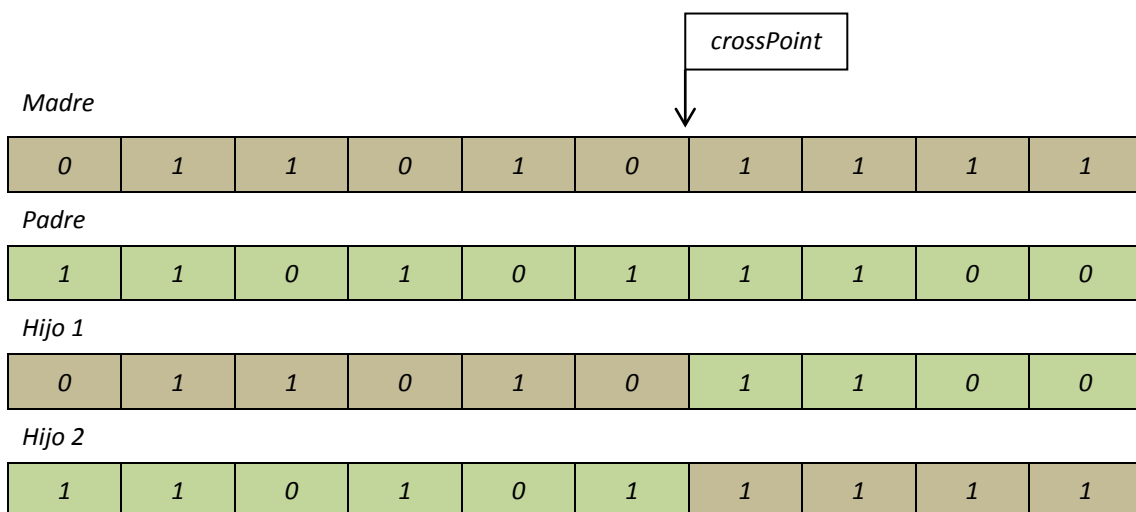 crossPoint
Madre
0 1 1 0 1 0 1 1 1 1
Padre
1 1 0 1 0 1 1 1 0 0
Hijo 1
0 1 1 0 1 0 1 1 0 0
Hijo 2
1 1 0 1 0 1 1 1 1 1